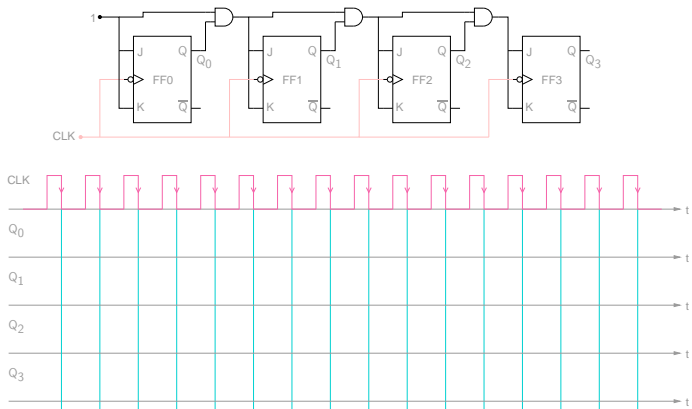 1
J Q Q₀ J Q Q₁ J Q Q₂ J Q Q₃
FF0 FF1 FF2 FF3
K Q̅ K Q̅ K Q̅ K Q̅
CLK
CLK
t
Q₀
t
Q₁
t
Q₂
t
Q₃
t